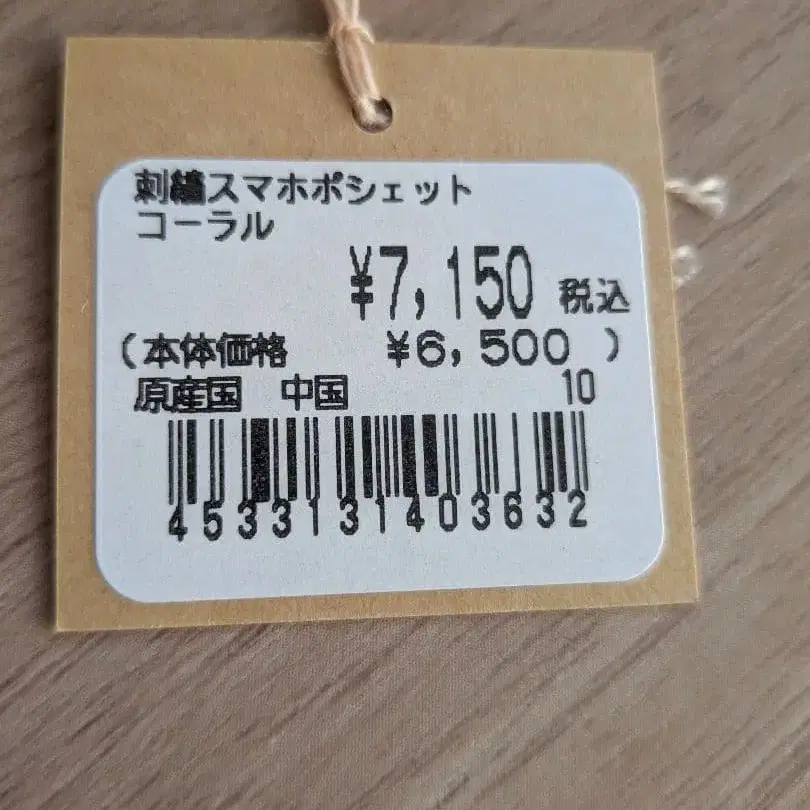 刺繍スマホポシェット
コーラル
¥7,150 税込
(本体価格 ¥6,500 )
原産国 中国 10
4533131403632